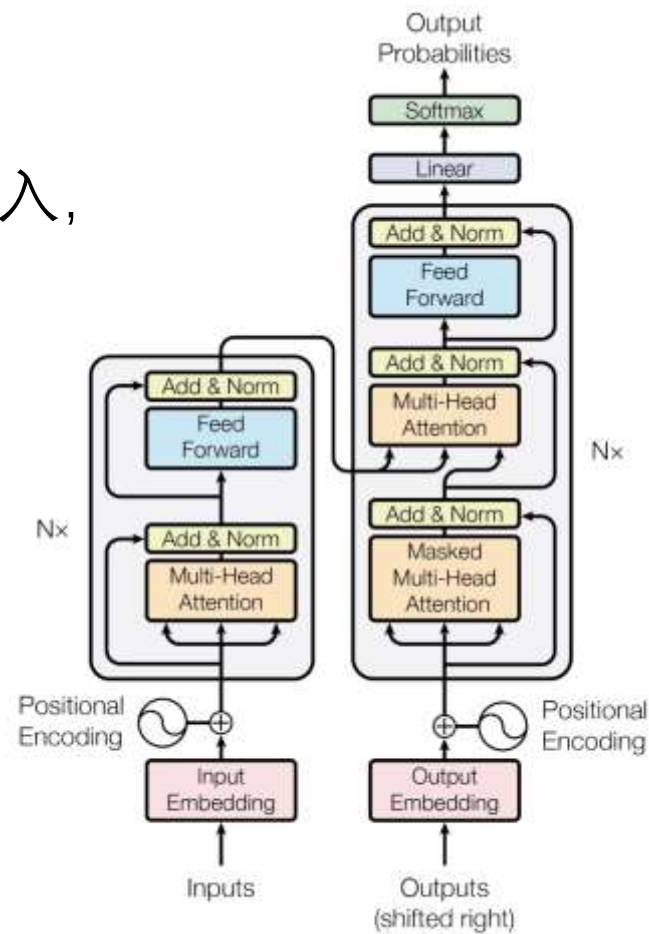 入,
Output
Probabilities
Softmax
Linear
Add & Norm
Feed
Forward
Add & Norm
Multi-Head
Attention
Add & Norm
Masked
Multi-Head
Attention
Nx
Add & Norm
Feed
Forward
Add & Norm
Multi-Head
Attention
Nx
Positional
Encoding
Positional
Encoding
Input
Embedding
Output
Embedding
Inputs
Outputs
(shifted right)